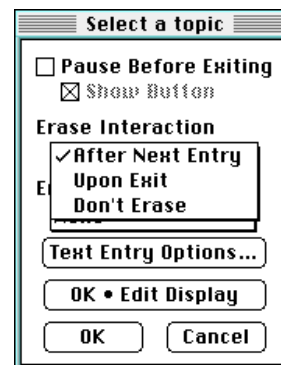 Select a topic
Pause Before Exiting
Show Button
Erase Interaction
After Next Entry
Upon Exit
Don't Erase
Text Entry Options...
OK • Edit Display
OK Cancel